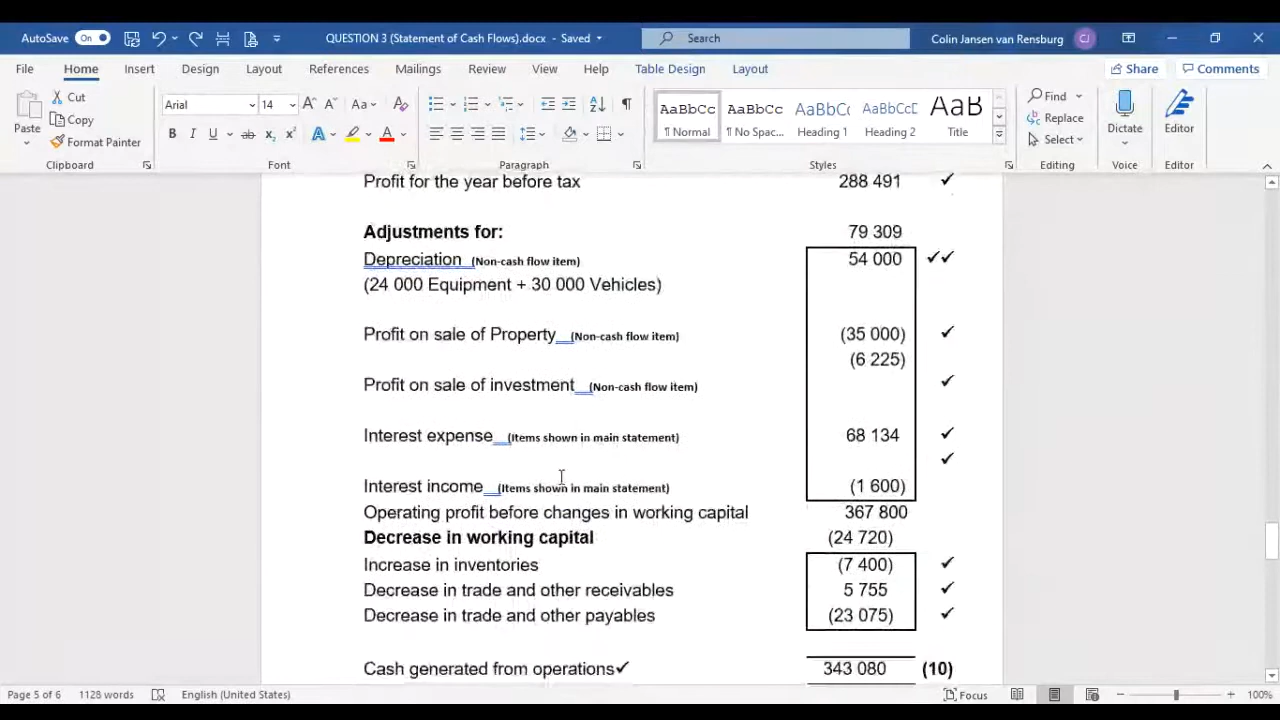 AutoSave On QUESTION 3 (Statement of Cash Flows).docx - Saved Search Colin Jansen van Rensburg CJ
File Home Insert Design Layout References Mailings Review View Help Table Design Layout Share Comments
Paste Cut Copy Format Painter
Arial 14 Aa
B I U ab x₂ x² A A
AaBbCc AaBbCc AaBbCc AaBbCcD AaB
¶ Normal ¶ No Spac... Heading 1 Heading 2 Title
Find Replace Select Dictate Editor
Clipboard Font Paragraph Styles Editing Voice Editor
Profit for the year before tax 288 491 ✓
Adjustments for: 79 309
Depreciation (Non-cash flow item) 54 000 ✓✓
(24 000 Equipment + 30 000 Vehicles)
Profit on sale of Property (Non-cash flow item) (35 000) ✓
(6 225)
Profit on sale of investment (Non-cash flow item) ✓
Interest expense (Items shown in main statement) 68 134 ✓
✓
Interest income (Items shown in main statement) (1 600)
Operating profit before changes in working capital 367 800
Decrease in working capital (24 720)
Increase in inventories (7 400) ✓
Decrease in trade and other receivables 5 755 ✓
Decrease in trade and other payables (23 075) ✓
Cash generated from operations✓ 343 080 (10)
Page 5 of 6 1128 words English (United States) Focus 100%